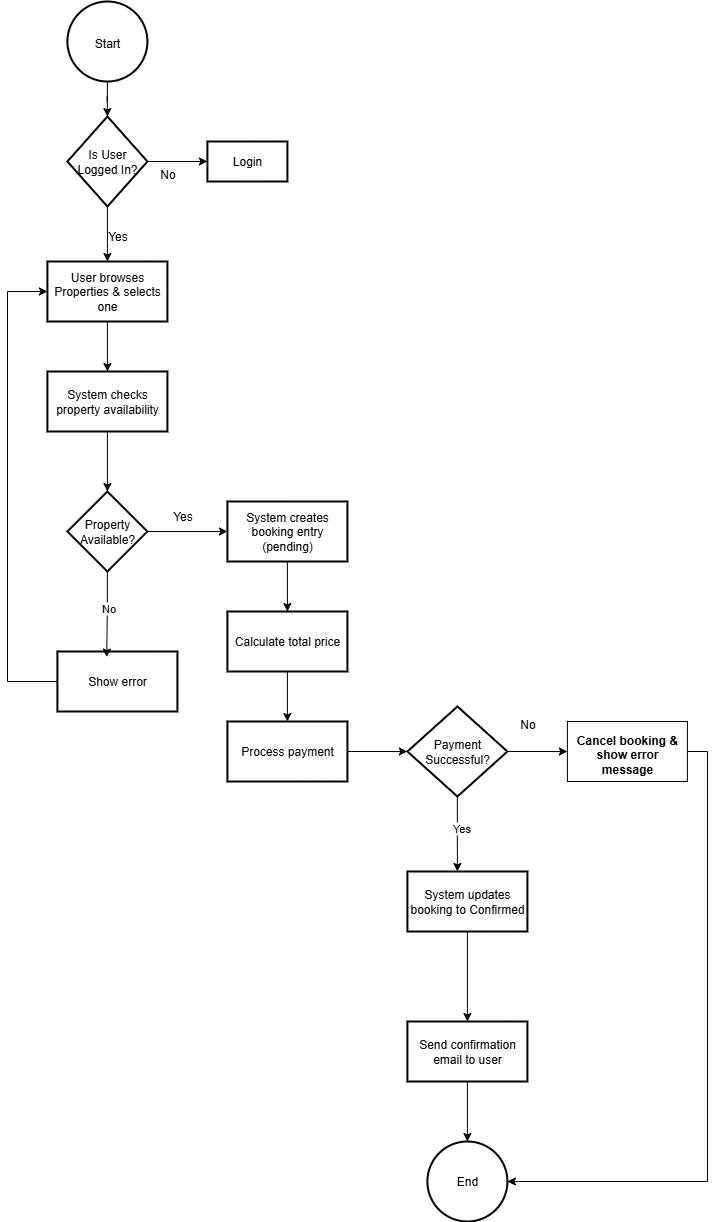 Start
Is User
Logged In?
No
Login
Yes
User browses
Properties & selects
one
System checks
property availability
Property
Available?
Yes
System creates
booking entry
(pending)
No
Calculate total price
Show error
Process payment
Payment
Successful?
No
Cancel booking &
show error
message
Yes
System updates
booking to Confirmed
Send confirmation
email to user
End